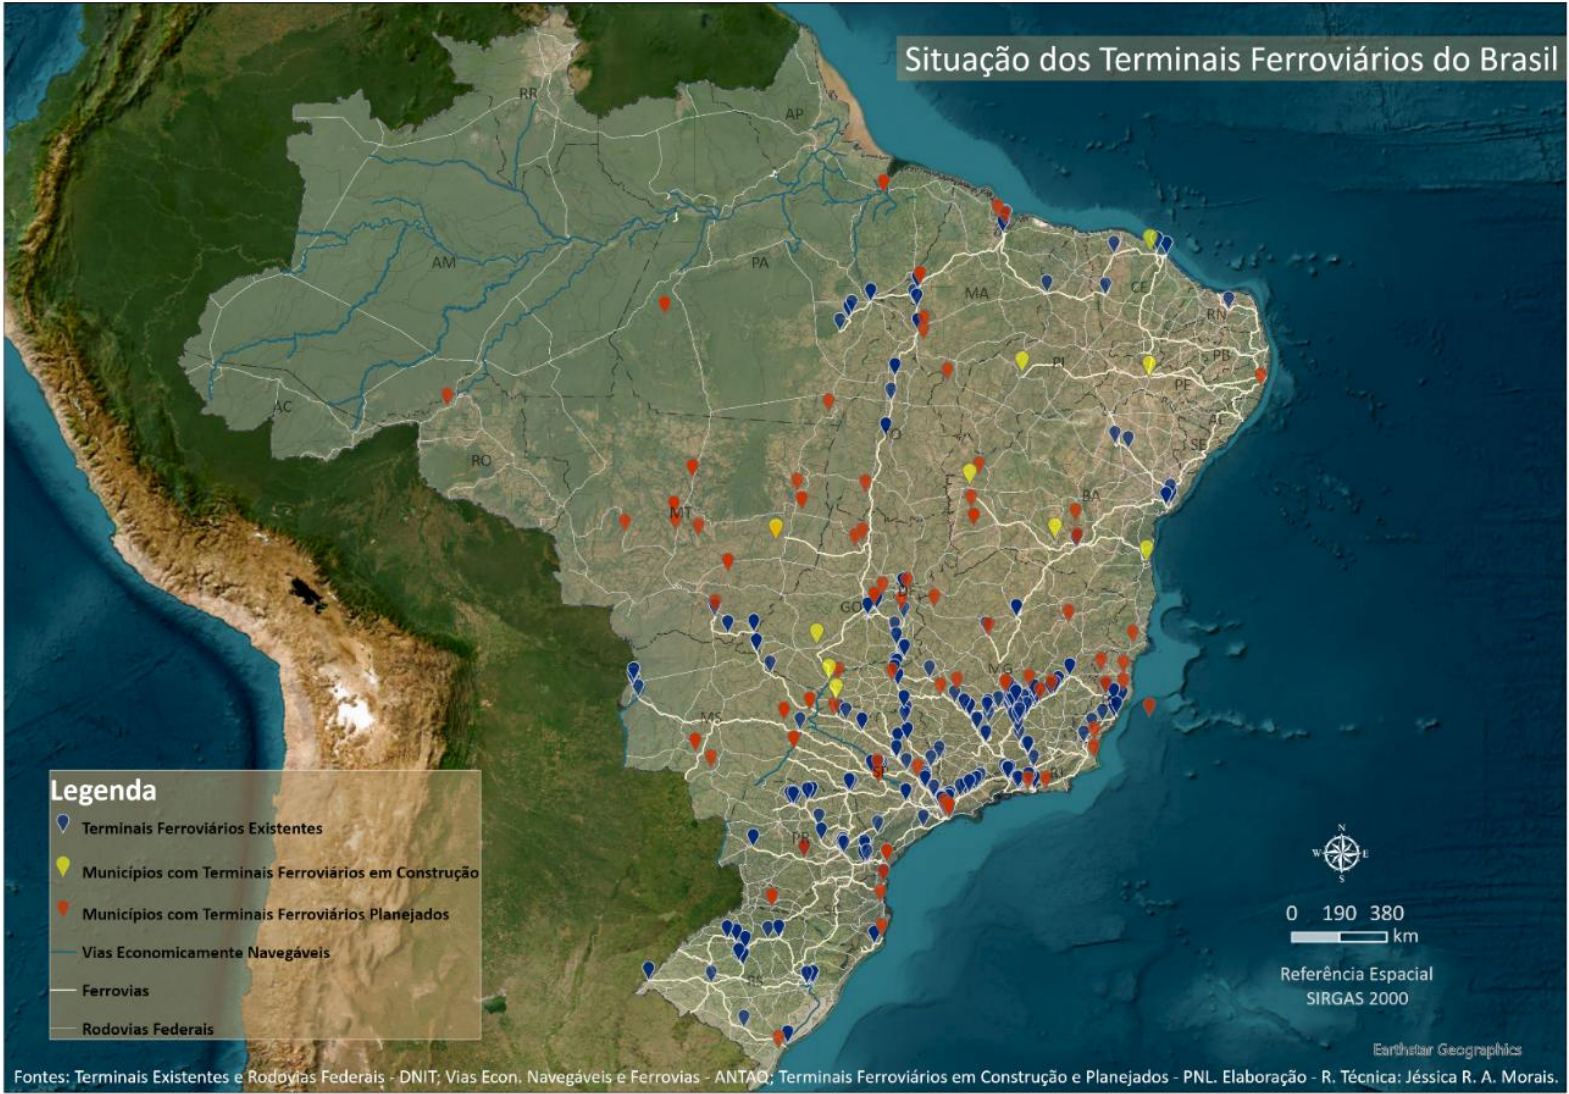 Situação dos Terminais Ferroviários do Brasil
RR
AP
AM
PA
MA
CE
RN
PB
PI
PE
AL
SE
AC
RO
TO
BA
MT
DF
GO
MG
MS
SP
RJ
PR
RS
Legenda
Terminais Ferroviários Existentes
Municípios com Terminais Ferroviários em Construção
Municípios com Terminais Ferroviários Planejados
Vias Economicamente Navegáveis
Ferrovias
Rodovias Federais
N
W E
S
0 190 380
km
Referência Espacial
SIRGAS 2000
Earthstar Geographics
Fontes: Terminais Existentes e Rodovias Federais - DNIT; Vias Econ. Navegáveis e Ferrovias - ANTAQ; Terminais Ferroviários em Construção e Planejados - PNL. Elaboração - R. Técnica: Jéssica R. A. Morais.